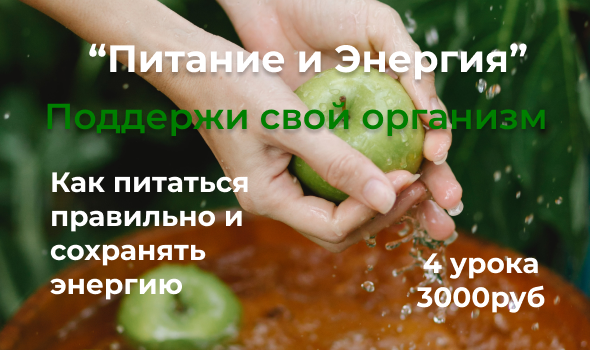 “Питание и Энергия”
Поддержи свой организм
Как питаться
правильно и
сохранять
энергию
4 урока
3000руб